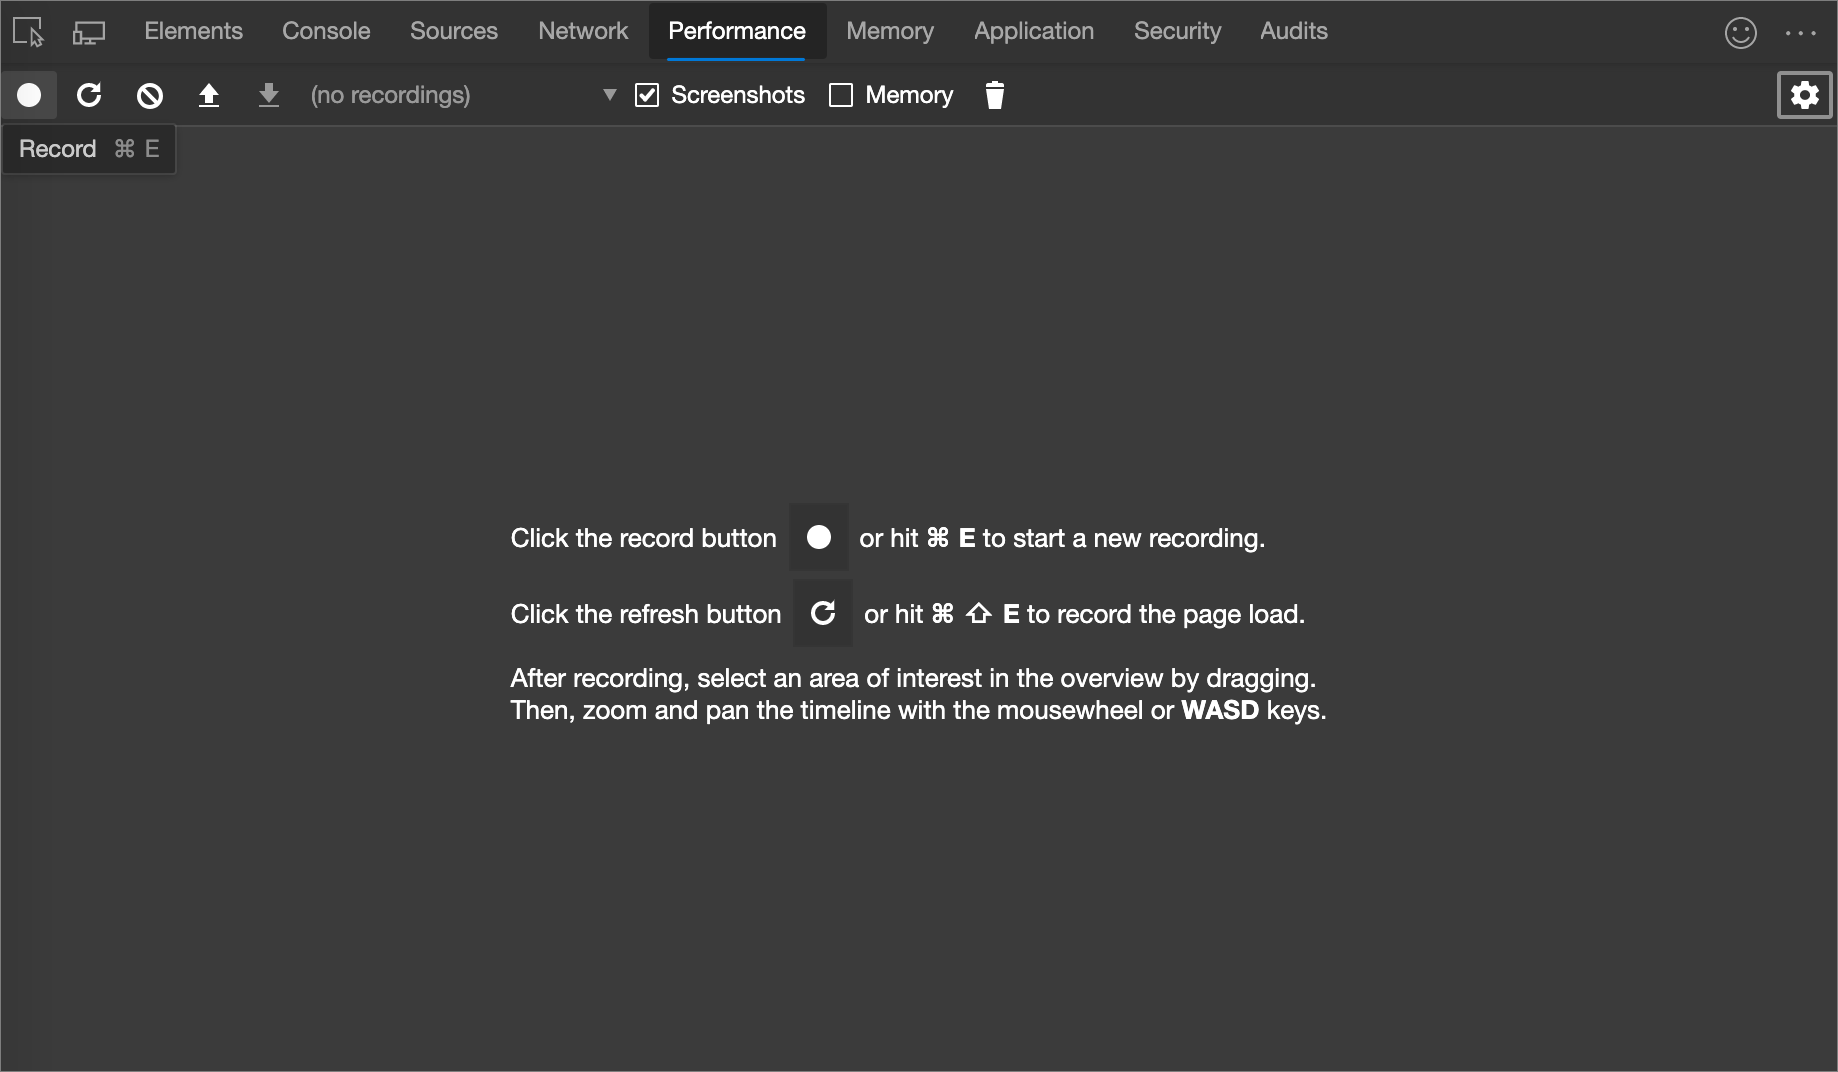 Elements Console Sources Network Performance Memory Application Security Audits
(no recordings) Screenshots Memory
Record ⌘ E
Click the record button or hit ⌘ E to start a new recording.
Click the refresh button or hit ⌘ ⇧ E to record the page load.
After recording, select an area of interest in the overview by dragging.
Then, zoom and pan the timeline with the mousewheel or WASD keys.